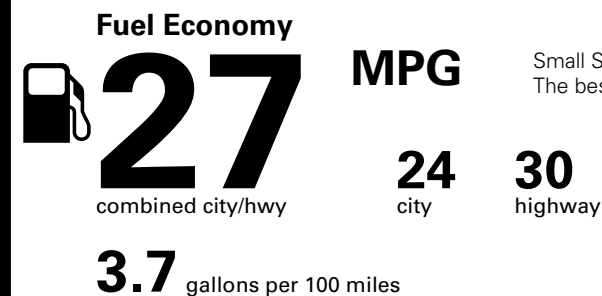 Fuel Economy
27 MPG
Small
The
24 30
combined city/hwy city highway
3.7 gallons per 100 miles